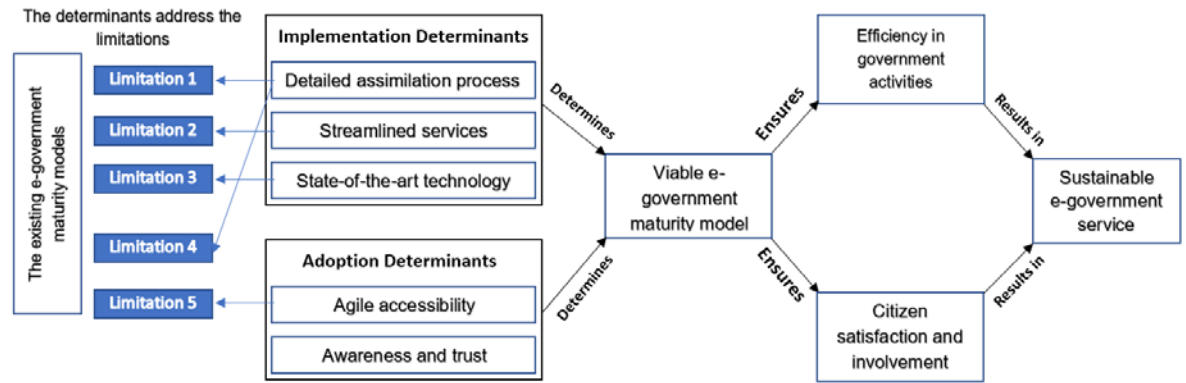 The determinants address the
limitations
The existing e-government
maturity models
Limitation 1
Limitation 2
Limitation 3
Limitation 4
Limitation 5
Implementation Determinants
Detailed assimilation process
Streamlined services
State-of-the-art technology
Adoption Determinants
Agile accessibility
Awareness and trust
Determines
Determines
Viable e-
government
maturity model
Ensures
Ensures
Efficiency in
government
activities
Citizen
satisfaction and
involvement
Results in
Results in
Sustainable
e-government
service